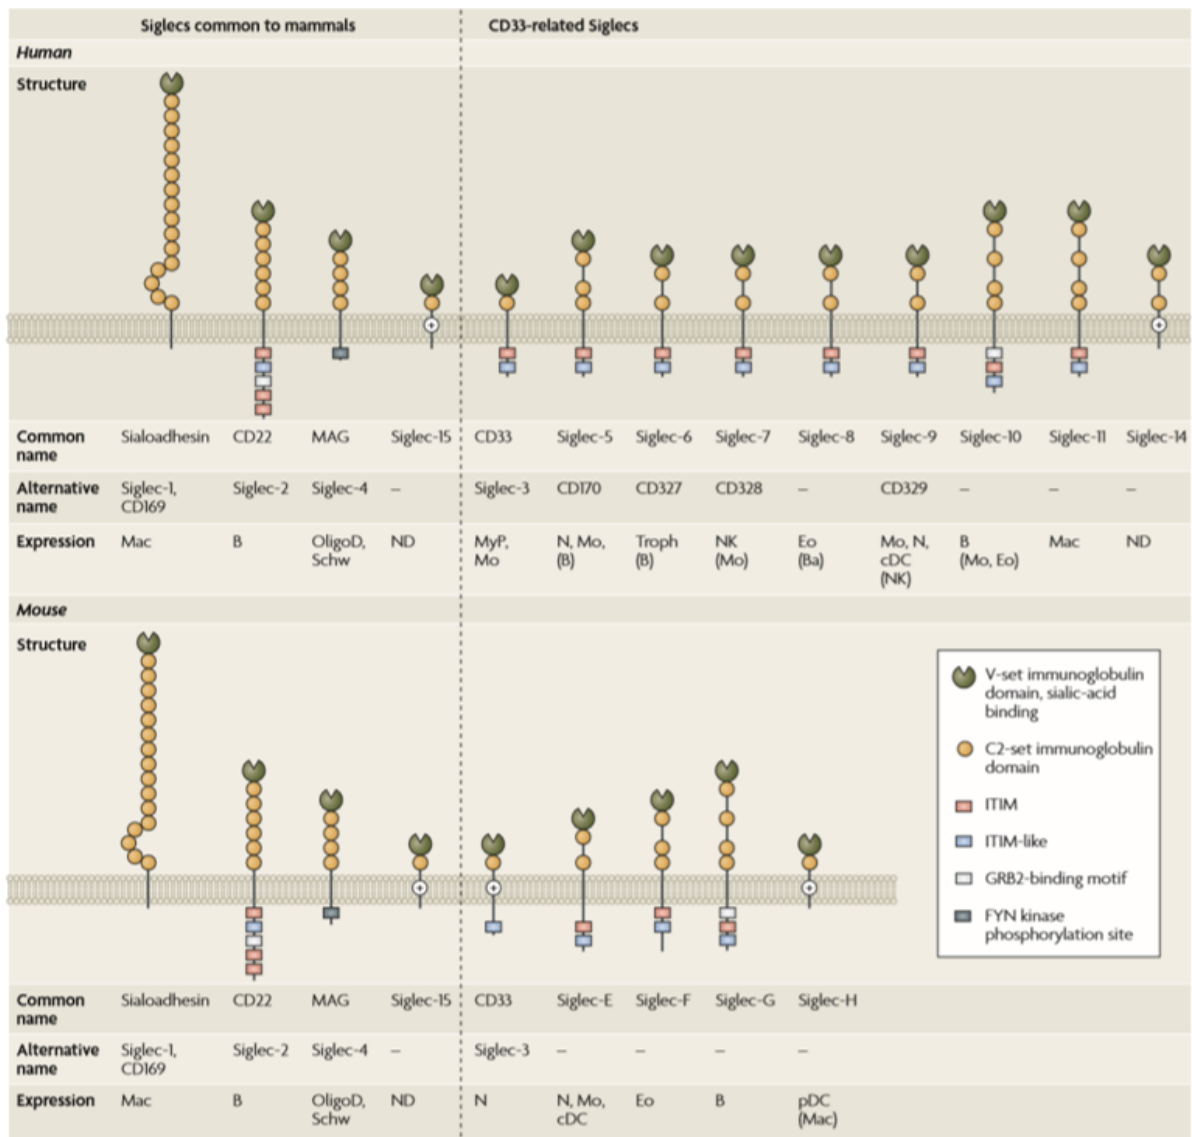 Siglecs common to mammals CD33-related Siglecs
Human
Structure
+ +
Common name Sialoadhesin CD22 MAG Siglec-15 CD33 Siglec-5 Siglec-6 Siglec-7 Siglec-8 Siglec-9 Siglec-10 Siglec-11 Siglec-14
Alternative name Siglec-1, CD169 Siglec-2 Siglec-4 – Siglec-3 CD170 CD327 CD328 – CD329 – – –
Expression Mac B OligoD, Schw ND MyP, Mo N, Mo, (B) Troph (B) NK (Mo) Eo (Ba) Mo, N, cDC (NK) B (Mo, Eo) Mac ND
Mouse
Structure
V-set immunoglobulin
domain, sialic-acid
binding
C2-set immunoglobulin
domain
ITIM
ITIM-like
GRB2-binding motif
FYN kinase
phosphorylation site
+ + +
Common name Sialoadhesin CD22 MAG Siglec-15 CD33 Siglec-E Siglec-F Siglec-G Siglec-H
Alternative name Siglec-1, CD169 Siglec-2 Siglec-4 – Siglec-3 – – – –
Expression Mac B OligoD, Schw ND N N, Mo, cDC Eo B pDC (Mac)